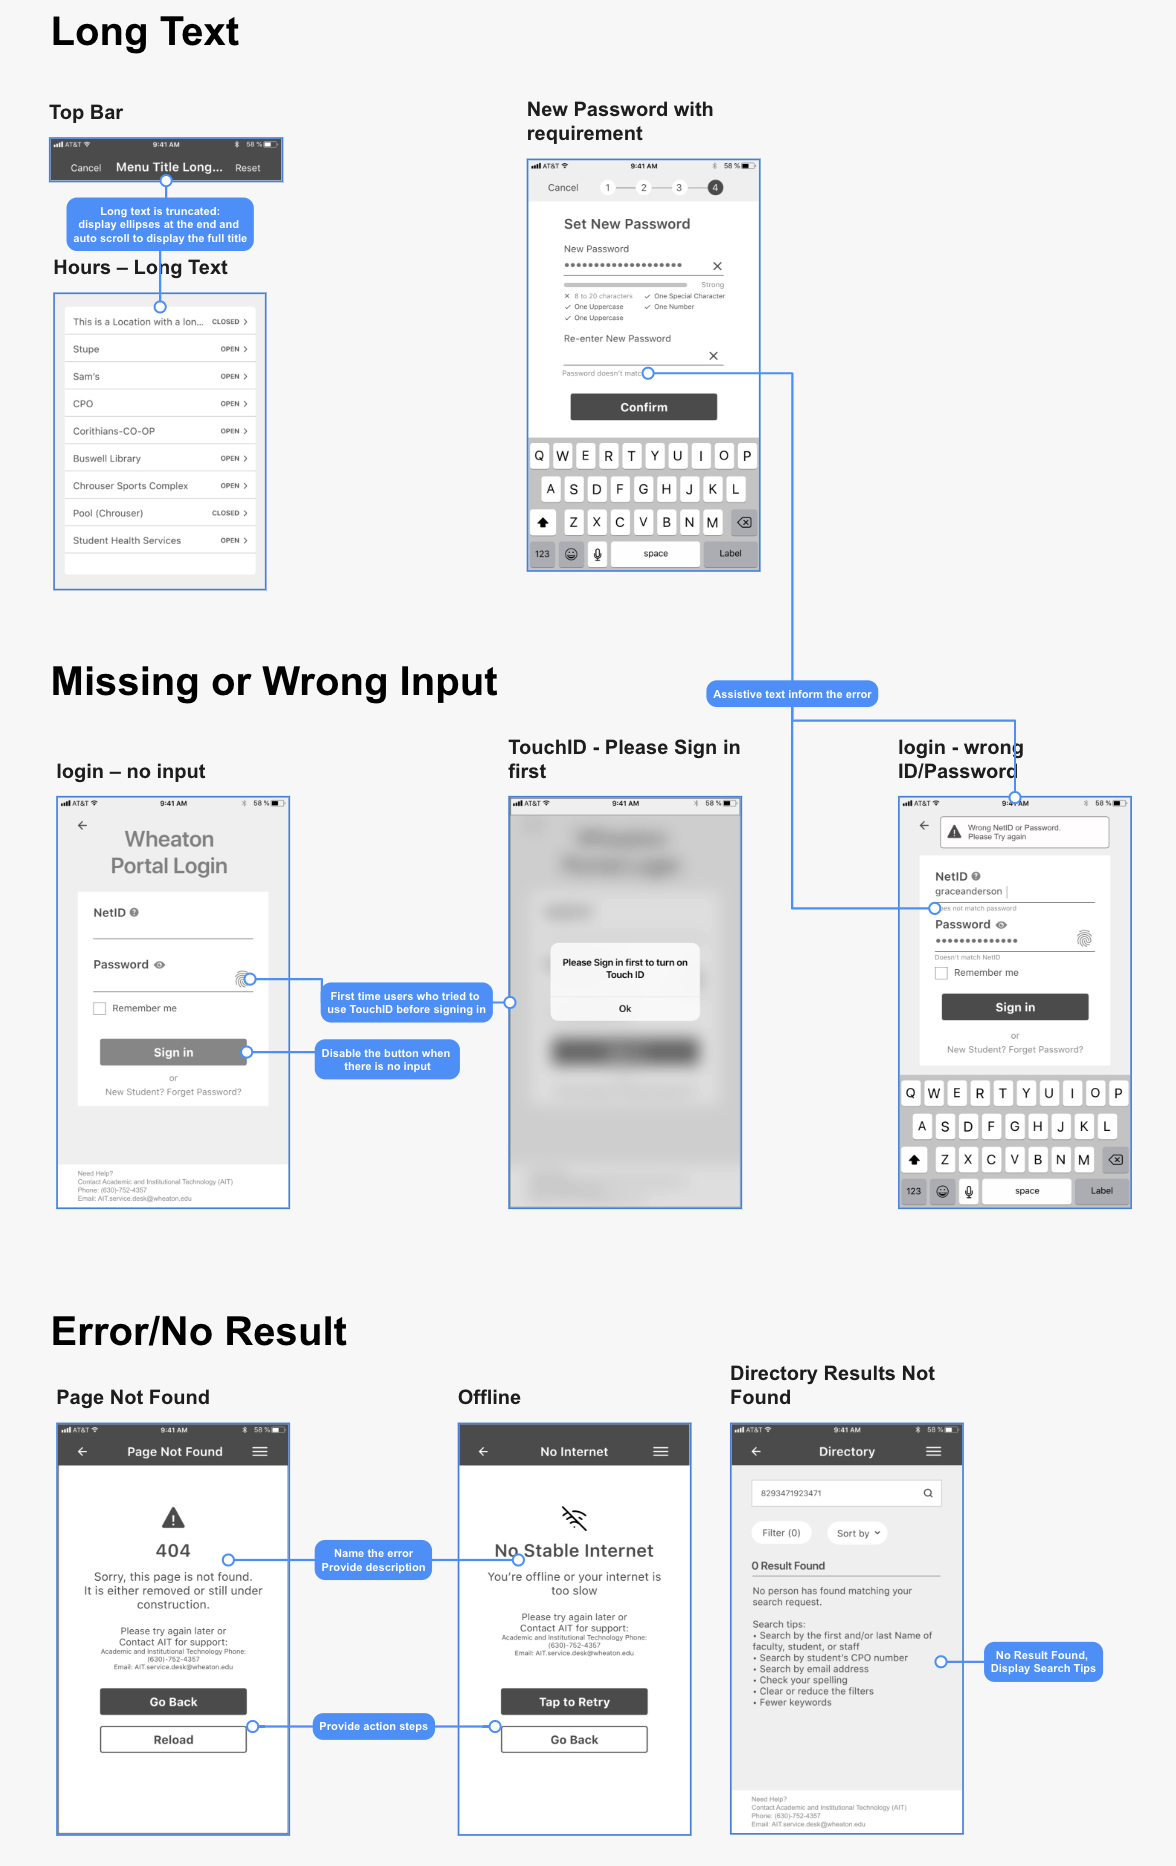 Long Text
Top Bar
AT&T 9:41 AM 58 %
Cancel Menu Title Long... Reset
Long text is truncated:
display ellipses at the end and
auto scroll to display the full title
Hours – Long Text
This is a Location with a lon... CLOSED >
Stupe OPEN >
Sam's OPEN >
CPO OPEN >
Corithians-CO-OP OPEN >
Buswell Library OPEN >
Chrouser Sports Complex OPEN >
Pool (Chrouser) CLOSED >
Student Health Services OPEN >
New Password with
requirement
AT&T 9:41 AM 58 %
Cancel 1 2 3 4
Set New Password
New Password
Strong
8 to 20 characters One Special Character
One Uppercase One Number
One Uppercase
Re-enter New Password
Password doesn't matc
Confirm
Q W E R T Y U I O P
A S D F G H J K L
Z X C V B N M
123 space Label
Missing or Wrong Input
Assistive text inform the error
login – no input
AT&T 9:41 AM 58 %
Wheaton
Portal Login
NetID
Password
Remember me
Sign in
or
New Student? Forget Password?
Need Help?
Contact Academic and Institutional Technology (AIT)
Phone: (630)-752-4357
Email: AIT.service.desk@wheaton.edu
First time users who tried to
use TouchID before signing in
Disable the button when
there is no input
TouchID - Please Sign in
first
AT&T 9:41 AM 58 %
Wheaton
Portal Login
Please Sign in first to turn on
Touch ID
Ok
login - wrong
ID/Password
AT&T 9:41 AM 58 %
Wrong NetID or Password.
Please Try again
NetID
graceanderson
oes not match password
Password
Doesn't match NetID
Remember me
Sign in
or
New Student? Forget Password?
Q W E R T Y U I O P
A S D F G H J K L
Z X C V B N M
123 space Label
Error/No Result
Page Not Found
AT&T 9:41 AM 58 %
Page Not Found
404
Sorry, this page is not found.
It is either removed or still under
construction.
Please try again later or
Contact AIT for support:
Academic and Institutional Technology Phone:
(630)-752-4357
Email: AIT.service.desk@wheaton.edu
Go Back
Reload
Name the error
Provide description
Provide action steps
Offline
AT&T 9:41 AM 58 %
No Internet
No Stable Internet
You're offline or your internet is
too slow
Please try again later or
Contact AIT for support:
Academic and Institutional Technology Phone:
(630)-752-4357
Email: AIT.service.desk@wheaton.edu
Tap to Retry
Go Back
Directory Results Not
Found
AT&T 9:41 AM 58 %
Directory
8293471923471
Filter (0) Sort by
0 Result Found
No person has found matching your
search request.
Search tips:
• Search by the first and/or last Name of
faculty, student, or staff
• Search by student's CPO number
• Search by email address
• Check your spelling
• Clear or reduce the filters
• Fewer keywords
Need Help?
Contact Academic and Institutional Technology (AIT)
Phone: (630)-752-4357
Email: AIT.service.desk@wheaton.edu
No Result Found,
Display Search Tips